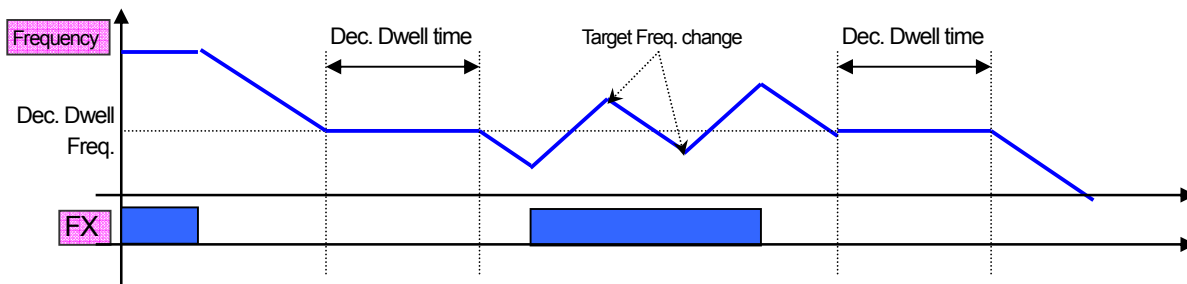 Frequency
Dec. Dwell time
Target Freq. change
Dec. Dwell time
Dec. Dwell
Freq.
FX